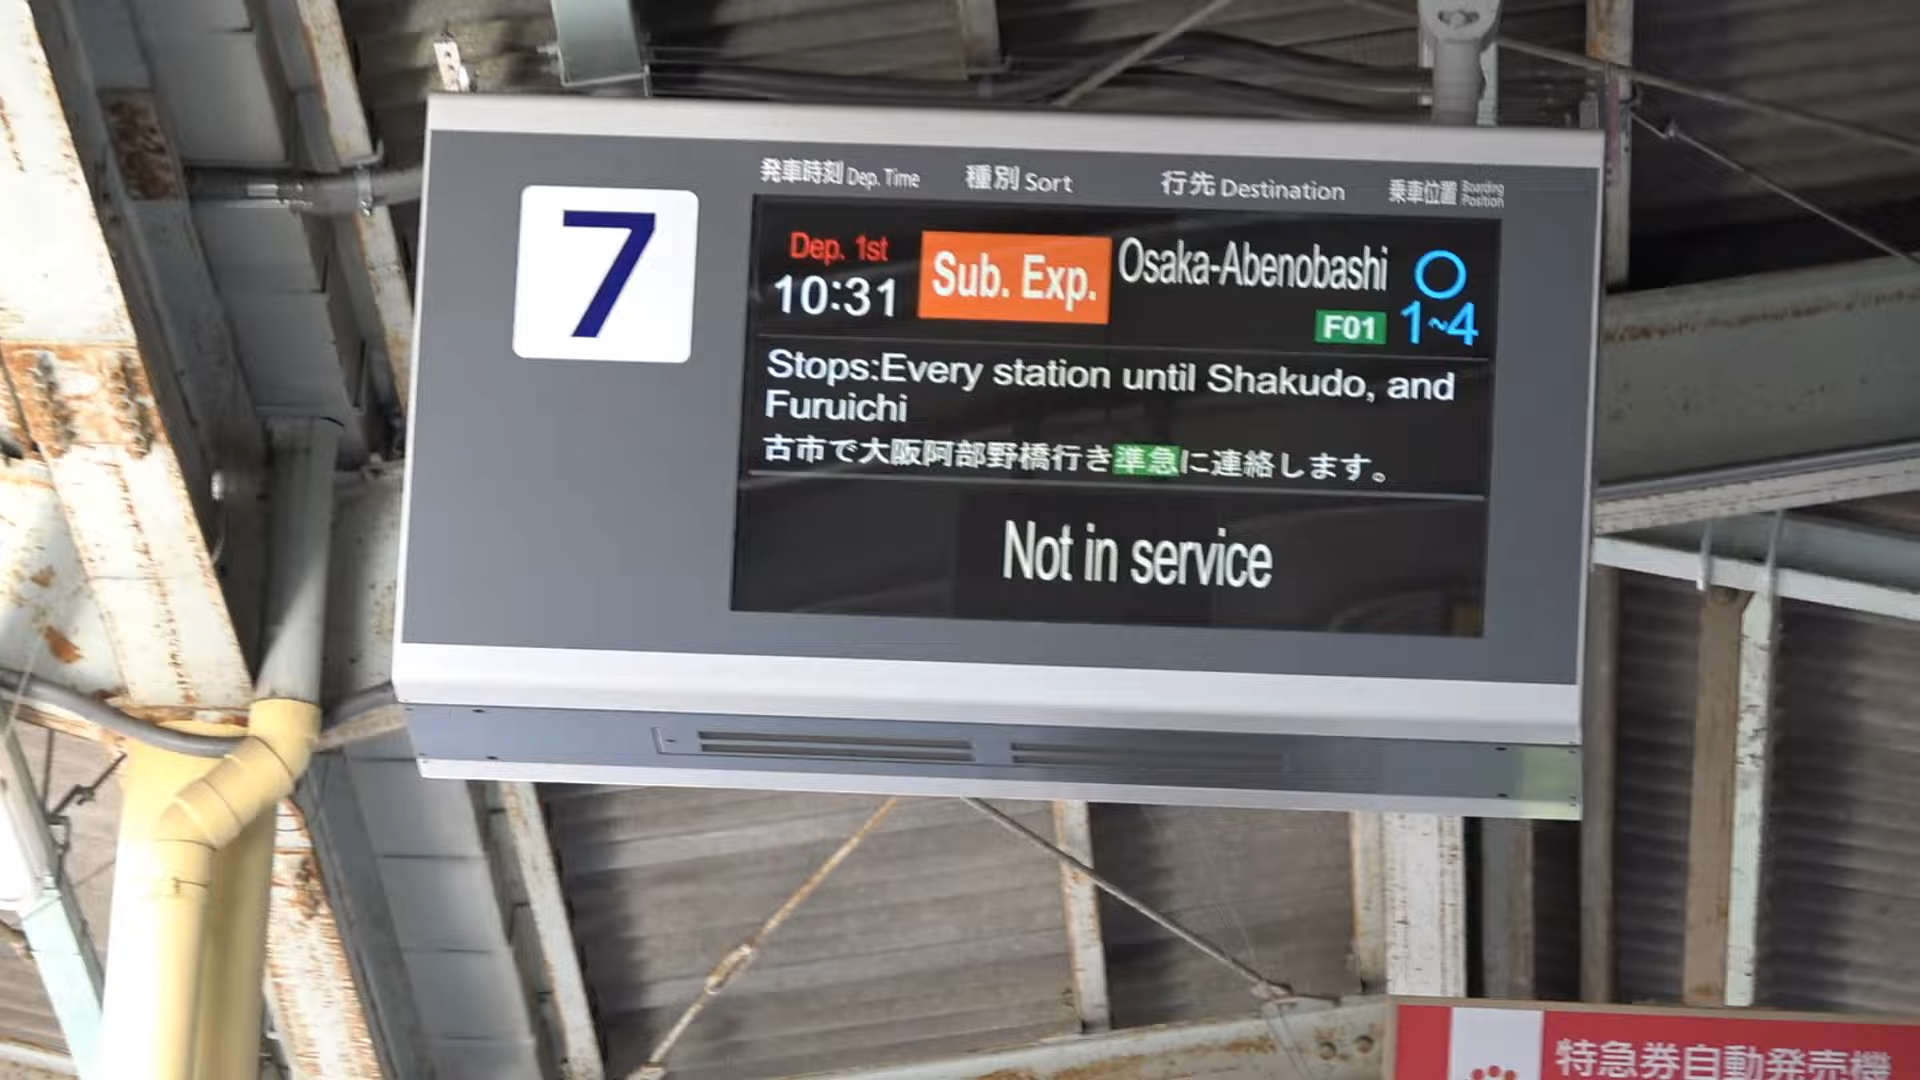 7
発車時刻 Dep. Time 種別 Sort 行先 Destination 乗車位置 Boarding Position
Dep. 1st
10:31 Sub. Exp. Osaka-Abenobashi ○
F01 1~4
Stops:Every station until Shakudo, and
Furuichi
古市で大阪阿部野橋行き準急に連絡します。
Not in service
特急券自動発売機